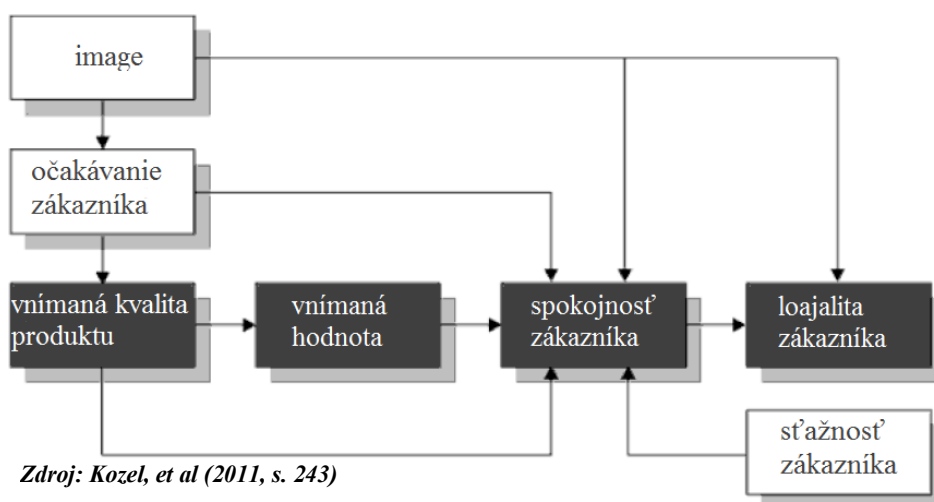 image
očakávanie
zákazníka
vnímaná kvalita
produktu
vnímaná
hodnota
spokojnosť
zákazníka
loajalita
zákazníka
sťažnosť
zákazníka
Zdroj: Kozel, et al (2011, s. 243)